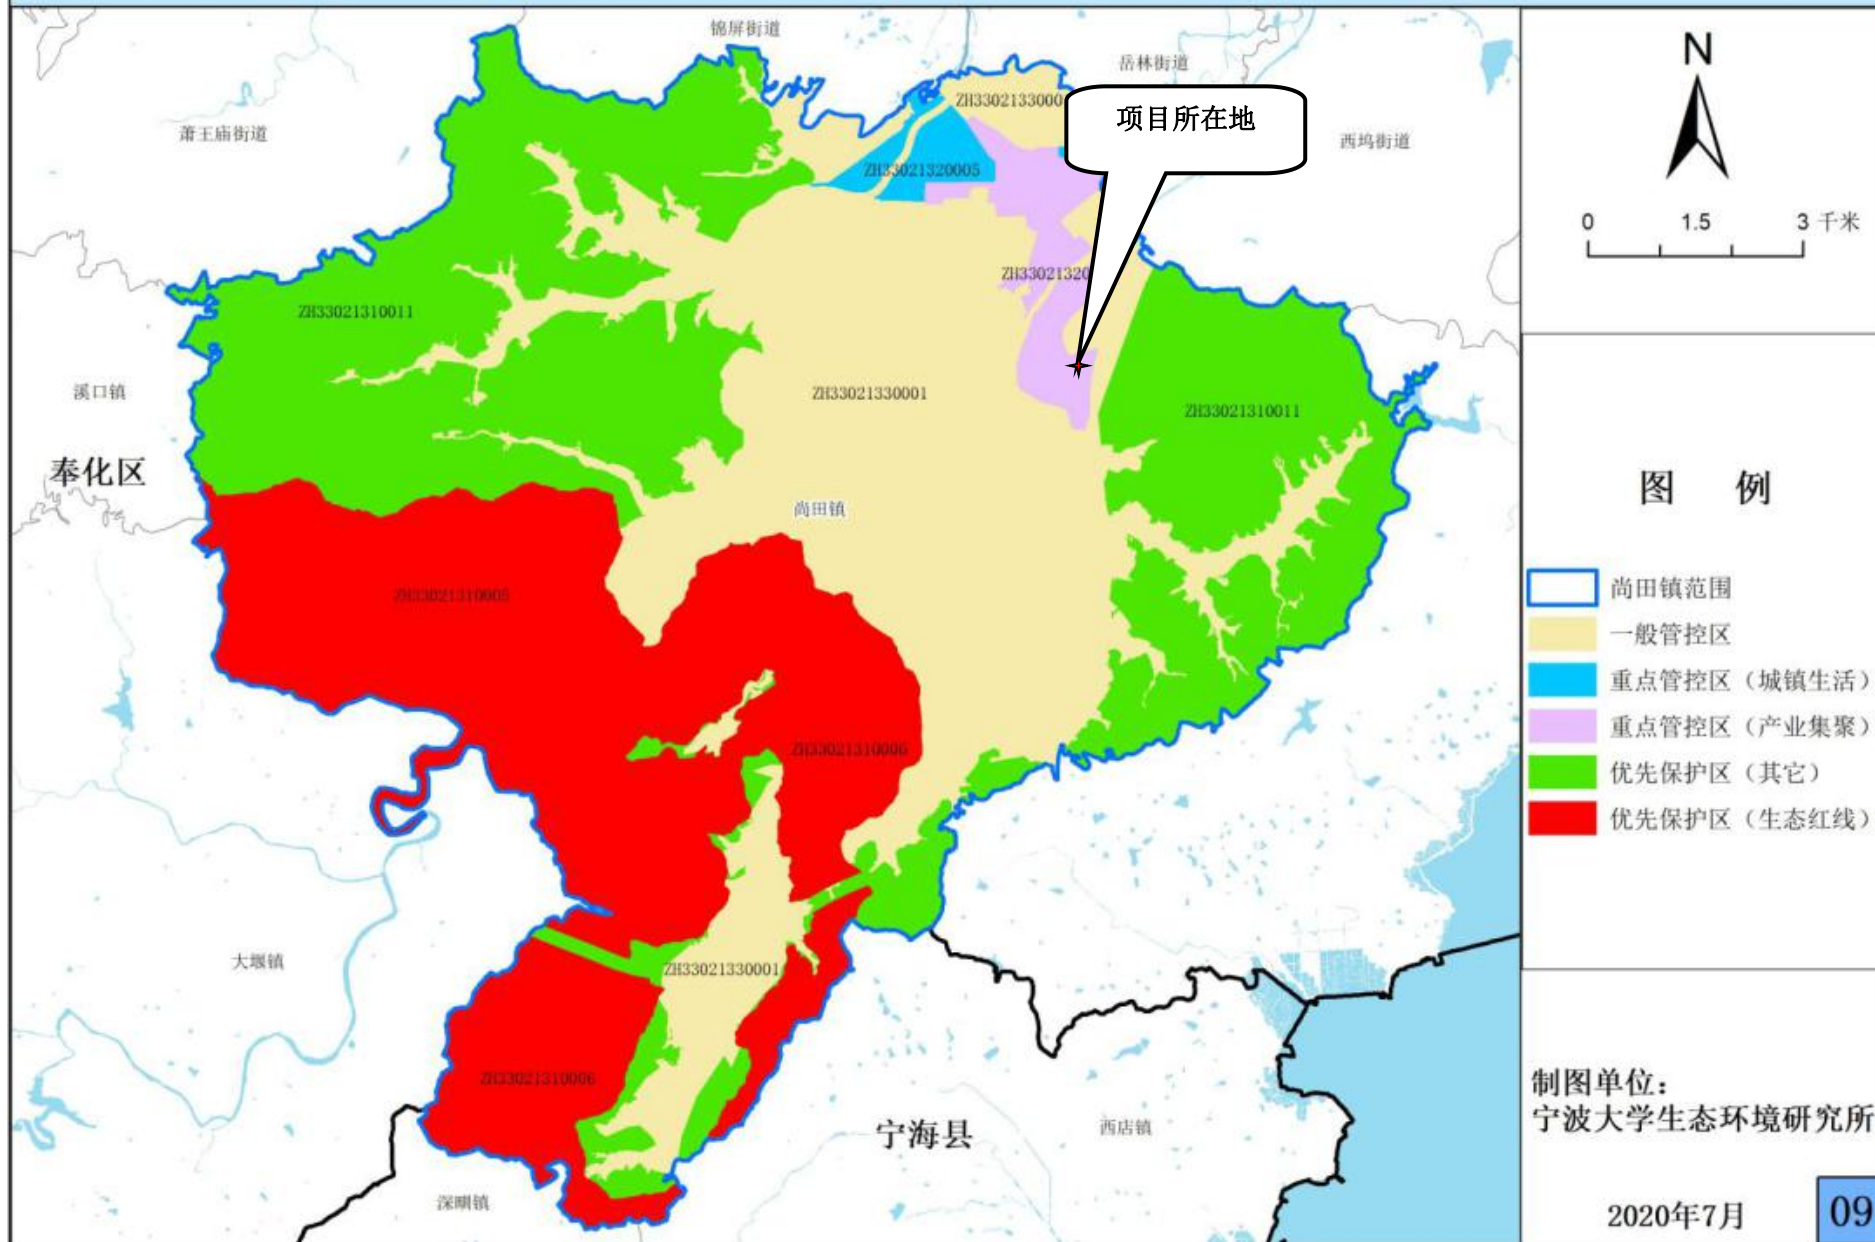 锦屏街道
岳林街道
萧王庙街道
西坞街道
ZH3302133000
项目所在地
ZH33021320005
ZH33021320
ZH33021310011
溪口镇
ZH33021330001
ZH33021310011
奉化区
尚田镇
ZH33021310005
ZH33021310006
大堰镇
ZH33021330001
ZH33021310006
宁海县
西店镇
深甽镇
N
0 1.5 3 千米
图 例
尚田镇范围
一般管控区
重点管控区（城镇生活）
重点管控区（产业集聚）
优先保护区（其它）
优先保护区（生态红线）
制图单位：
宁波大学生态环境研究所
2020年7月
09